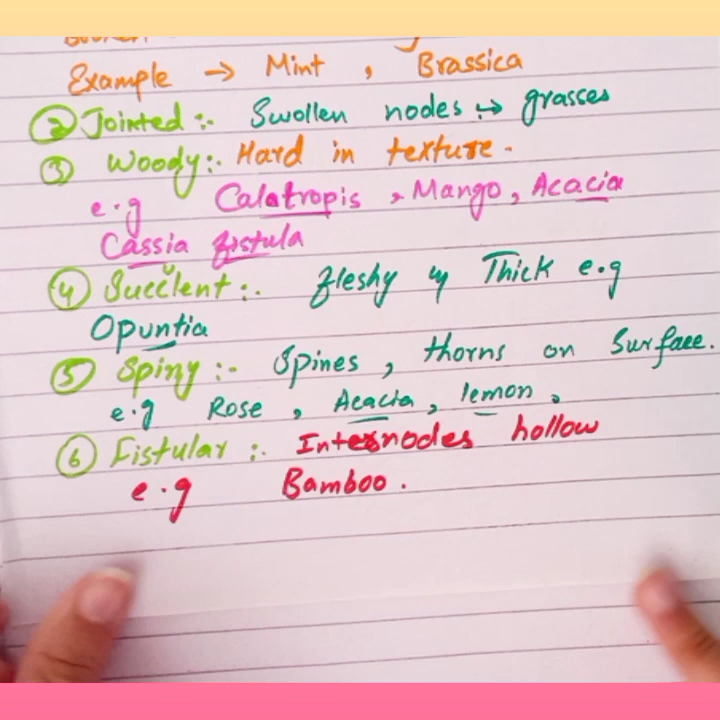 Example → Mint , Brassica
② Jointed :- Swollen nodes → grasses
③ Woody :- Hard in texture .
e.g Calatropis , Mango , Acacia
Cassia fistula
④ Succulent :- fleshy y Thick e.g
Opuntia
⑤ Spiny :- Spines , thorns on Surface .
e.g Rose , Acacia , lemon ,
⑥ Fistular :- Internodes hollow
e.g Bamboo .